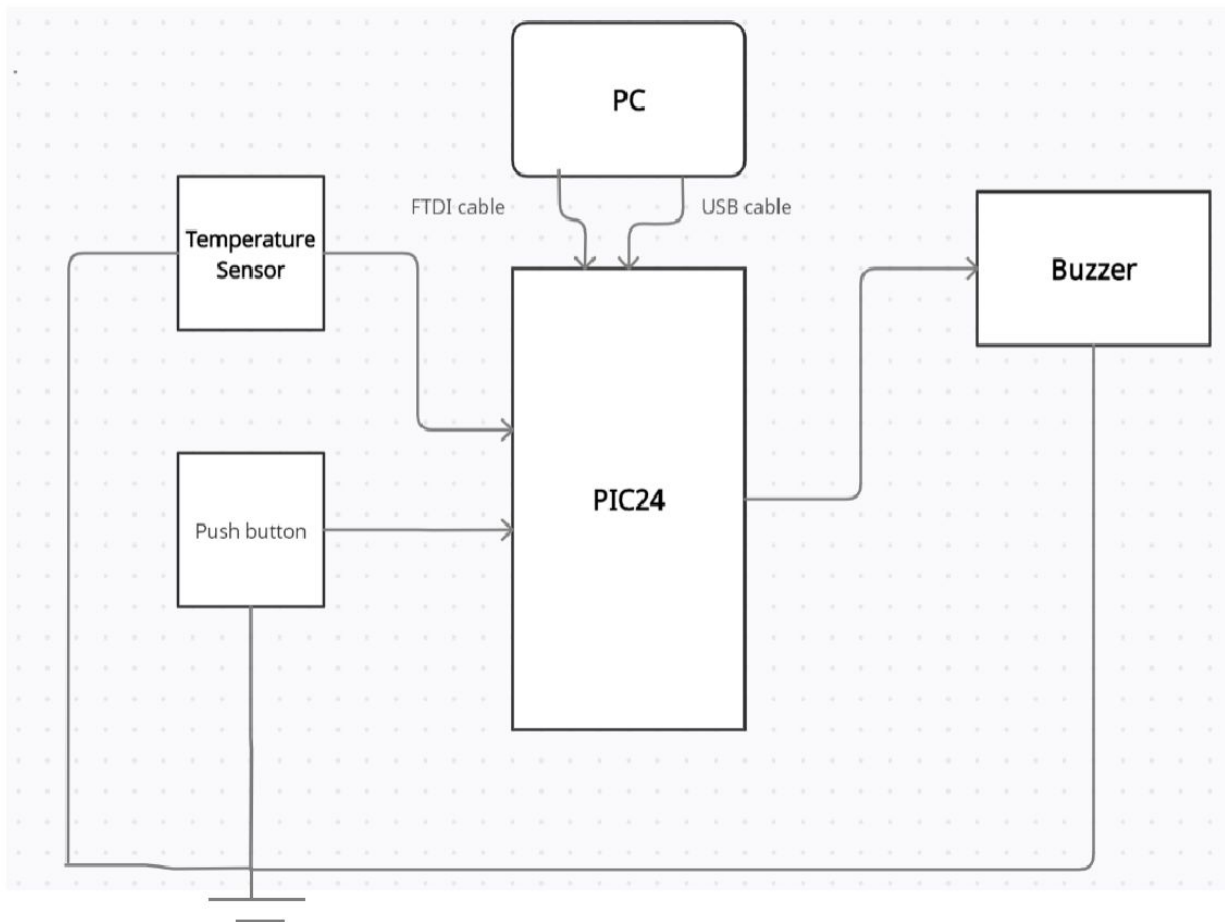 PC
FTDI cable
USB cable
Temperature
Sensor
Buzzer
Push button
PIC24